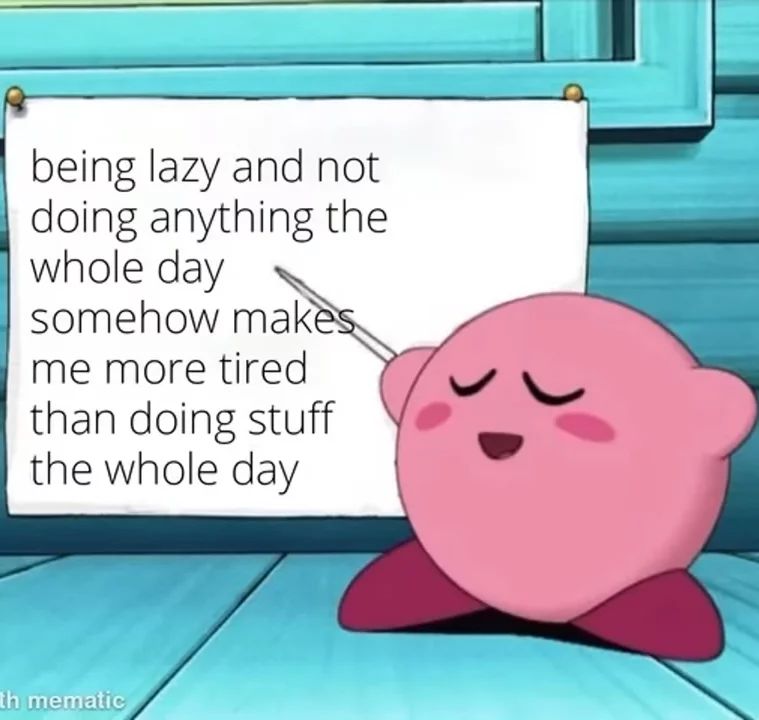 being lazy and not
doing anything the
whole day
somehow makes
me more tired
than doing stuff
the whole day
th mematic